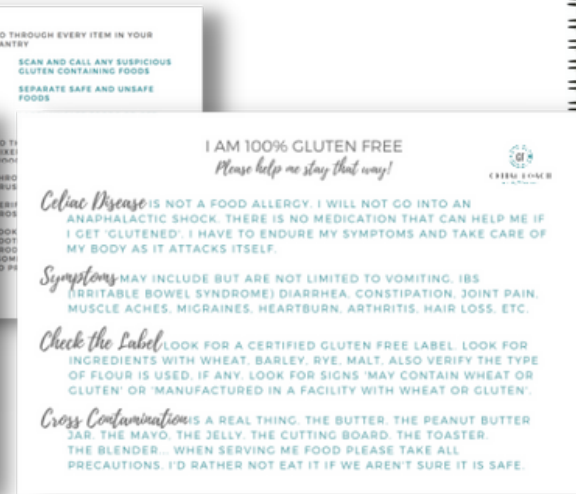 O THROUGH EVERY ITEM IN YOUR
ANTRY
SCAN AND CALL ANY SUSPICIOUS
GLUTEN CONTAINING FOODS
SEPARATE SAFE AND UNSAFE
FOODS
I AM 100% GLUTEN FREE
Please help me stay that way!
GF
CELIAC COACH
Celiac Disease IS NOT A FOOD ALLERGY. I WILL NOT GO INTO AN
ANAPHALACTIC SHOCK. THERE IS NO MEDICATION THAT CAN HELP ME IF
I GET 'GLUTENED'. I HAVE TO ENDURE MY SYMPTOMS AND TAKE CARE OF
MY BODY AS IT ATTACKS ITSELF.
Symptoms MAY INCLUDE BUT ARE NOT LIMITED TO VOMITING, IBS
(IRRITABLE BOWEL SYNDROME) DIARRHEA, CONSTIPATION, JOINT PAIN,
MUSCLE ACHES, MIGRAINES, HEARTBURN, ARTHRITIS, HAIR LOSS, ETC.
Check the Label LOOK FOR A CERTIFIED GLUTEN FREE LABEL. LOOK FOR
INGREDIENTS WITH WHEAT, BARLEY, RYE, MALT, ALSO VERIFY THE TYPE
OF FLOUR IS USED, IF ANY. LOOK FOR SIGNS 'MAY CONTAIN WHEAT OR
GLUTEN' OR 'MANUFACTURED IN A FACILITY WITH WHEAT OR GLUTEN'.
Cross Contamination IS A REAL THING. THE BUTTER, THE PEANUT BUTTER
JAR, THE MAYO, THE JELLY, THE CUTTING BOARD, THE TOASTER,
THE BLENDER... WHEN SERVING ME FOOD PLEASE TAKE ALL
PRECAUTIONS. I'D RATHER NOT EAT IT IF WE AREN'T SURE IT IS SAFE.